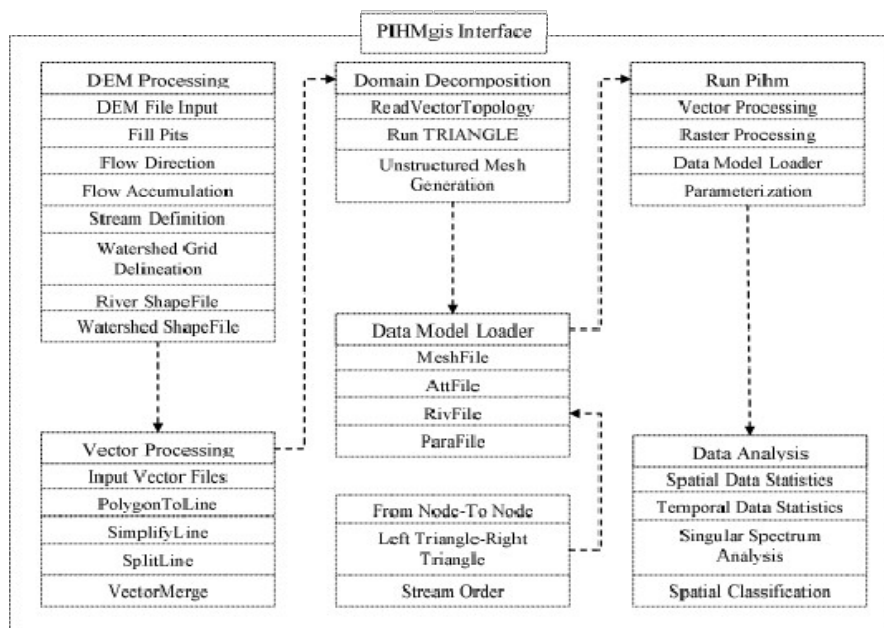 PIHMgis Interface
DEM Processing
DEM File Input
Fill Pits
Flow Direction
Flow Accumulation
Stream Definition
Watershed Grid
Delineation
River ShapeFile
Watershed ShapeFile
Vector Processing
Input Vector Files
PolygonToLine
SimplifyLine
SplitLine
VectorMerge
Domain Decomposition
ReadVectorTopology
Run TRIANGLE
Unstructured Mesh
Generation
Data Model Loader
MeshFile
AttFile
RivFile
ParaFile
From Node-To Node
Left Triangle-Right
Triangle
Stream Order
Run Pihm
Vector Processing
Raster Processing
Data Model Loader
Parameterization
Data Analysis
Spatial Data Statistics
Temporal Data Statistics
Singular Spectrum
Analysis
Spatial Classification